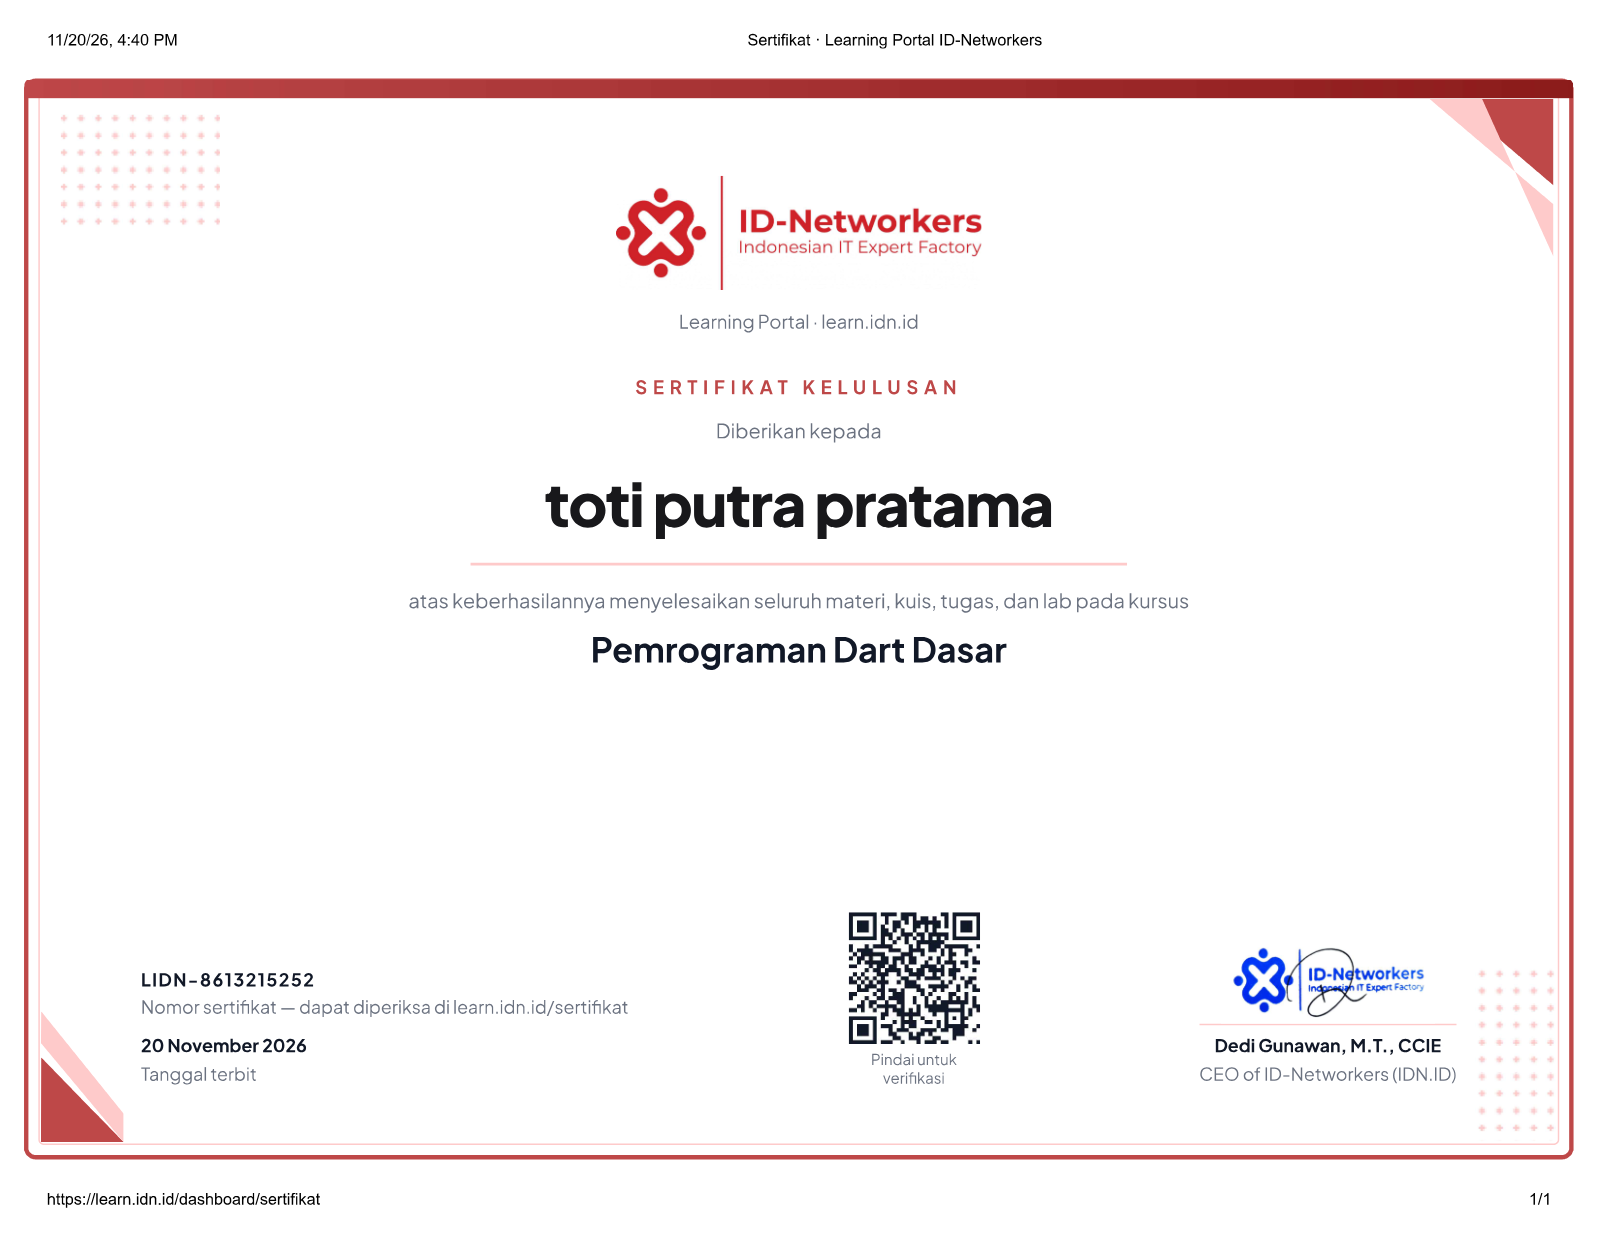 11/20/26, 4:40 PM
Sertifikat · Learning Portal ID-Networkers
ID-Networkers
Indonesian IT Expert Factory
Learning Portal · learn.idn.id
SERTIFIKAT KELULUSAN
Diberikan kepada
toti putra pratama
atas keberhasilannya menyelesaikan seluruh materi, kuis, tugas, dan lab pada kursus
Pemrograman Dart Dasar
LIDN-8613215252
Nomor sertifikat — dapat diperiksa di learn.idn.id/sertifikat
20 November 2026
Tanggal terbit
Pindai untuk
verifikasi
ID-Networkers
Indonesian IT Expert Factory
Dedi Gunawan, M.T., CCIE
CEO of ID-Networkers (IDN.ID)
https://learn.idn.id/dashboard/sertifikat
1/1